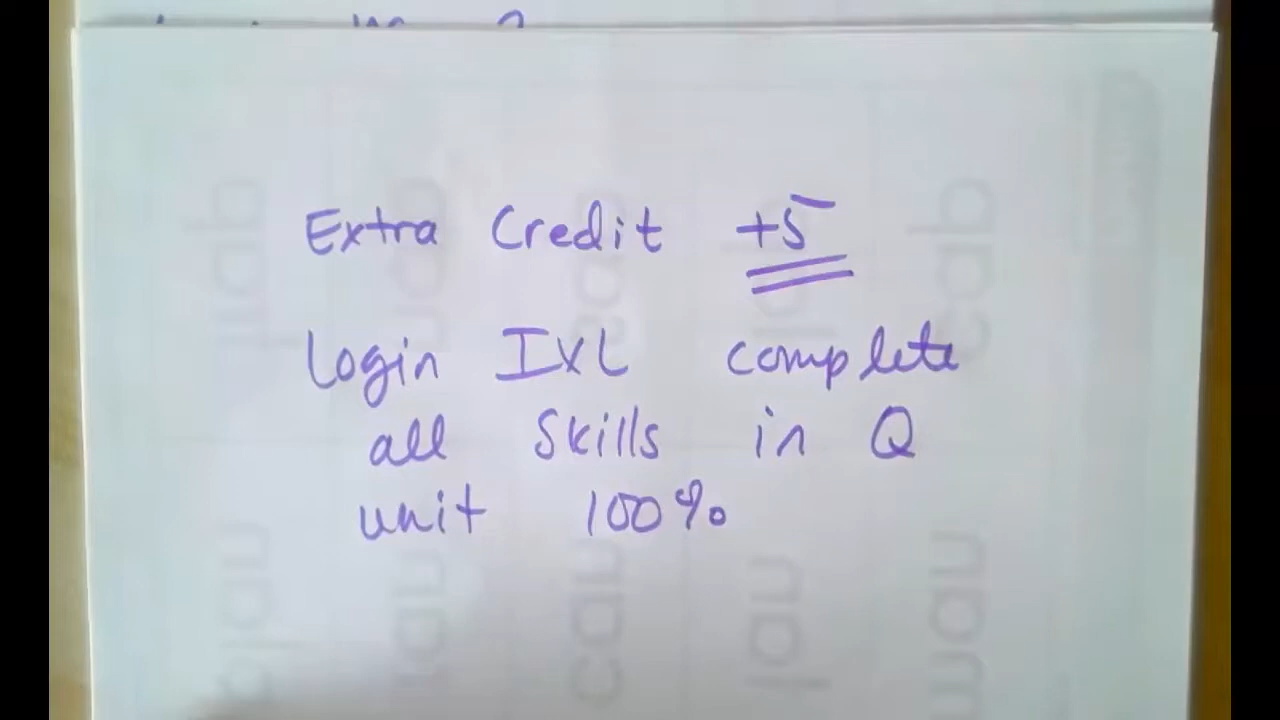 Extra Credit +5
Login IXL complete
all skills in Q
unit 100%